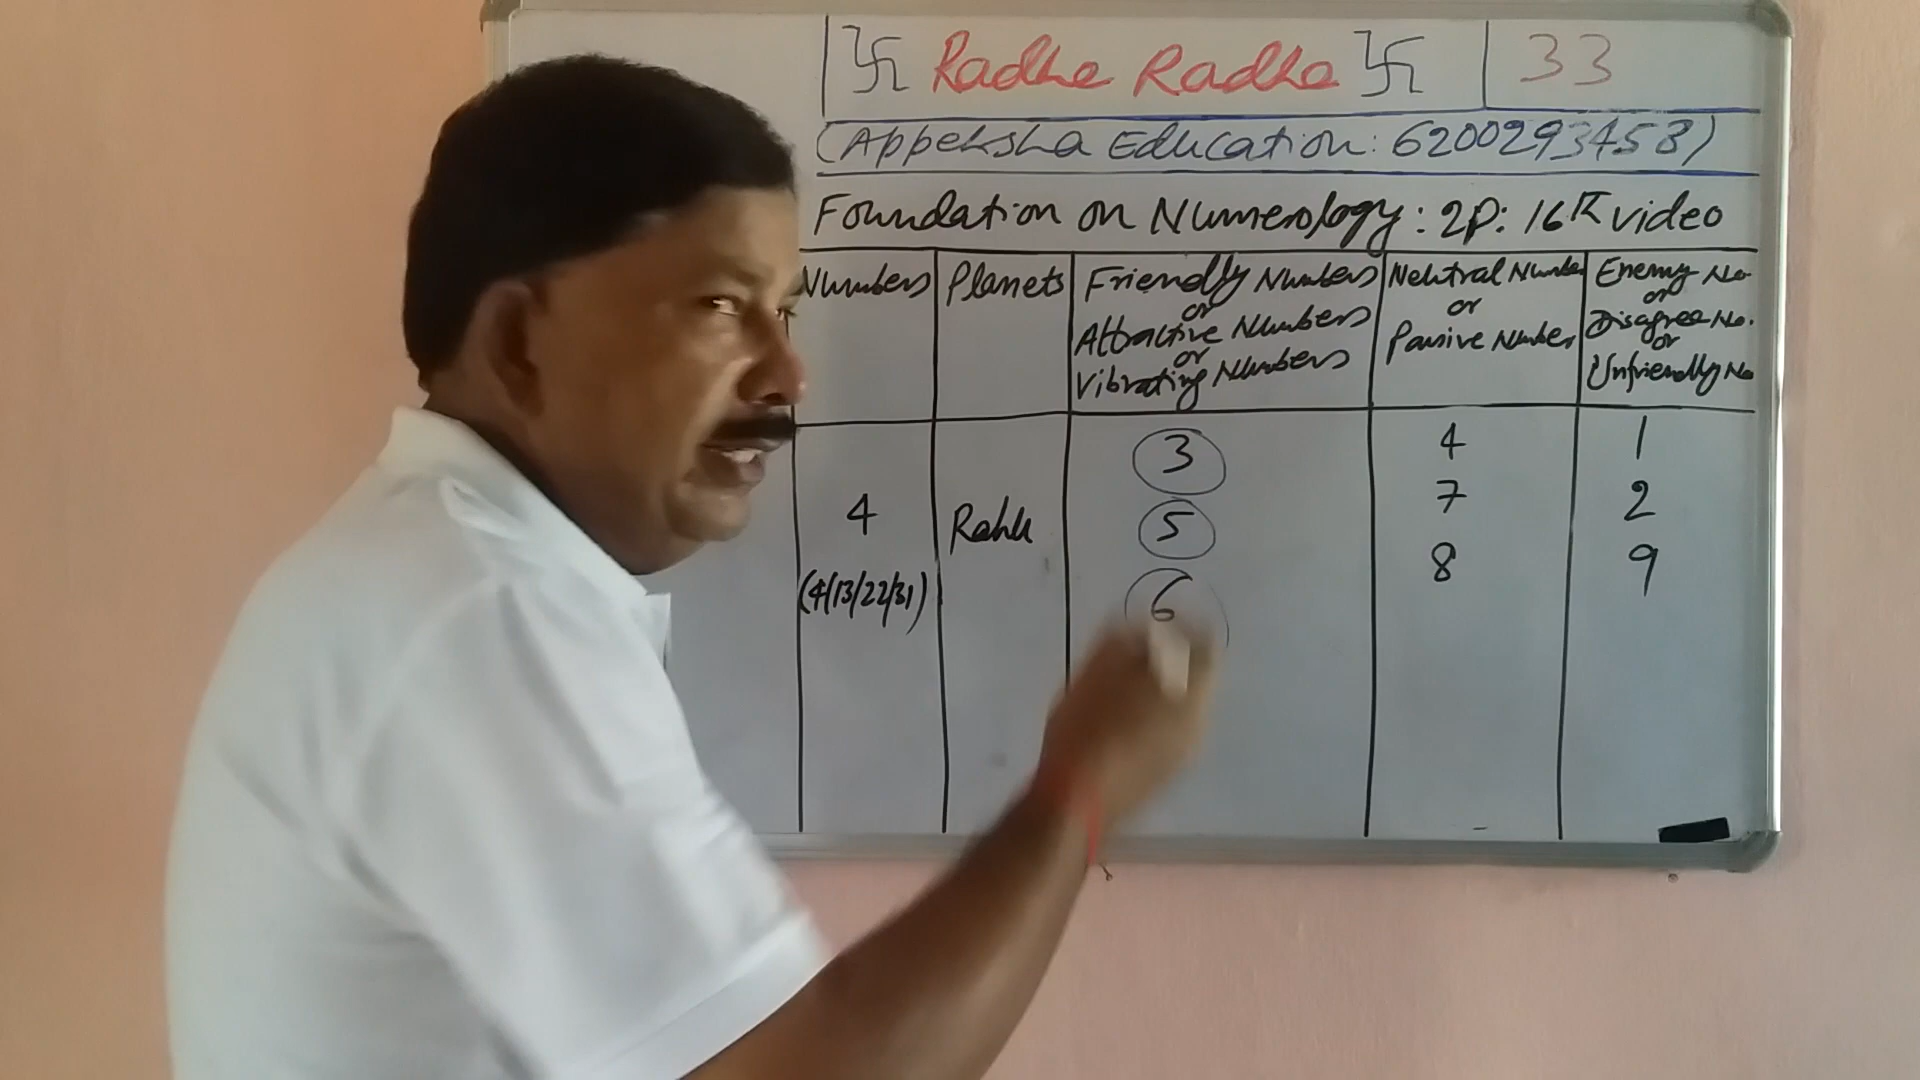 卐 Radhe Radhe 卐 33
(Appeksha Education: 6200293458)
Foundation on Numerology: 2P: 16th video
Numbers
Planets
Friendly Numbers
or
Attractive Numbers
or
Vibrating Numbers
Neutral Number
or
Passive Number
Enemy No
or
Disagree No.
or
Unfriendly No
4
(4/13/22/31)
Rahu
3
5
6
4
7
8
1
2
9